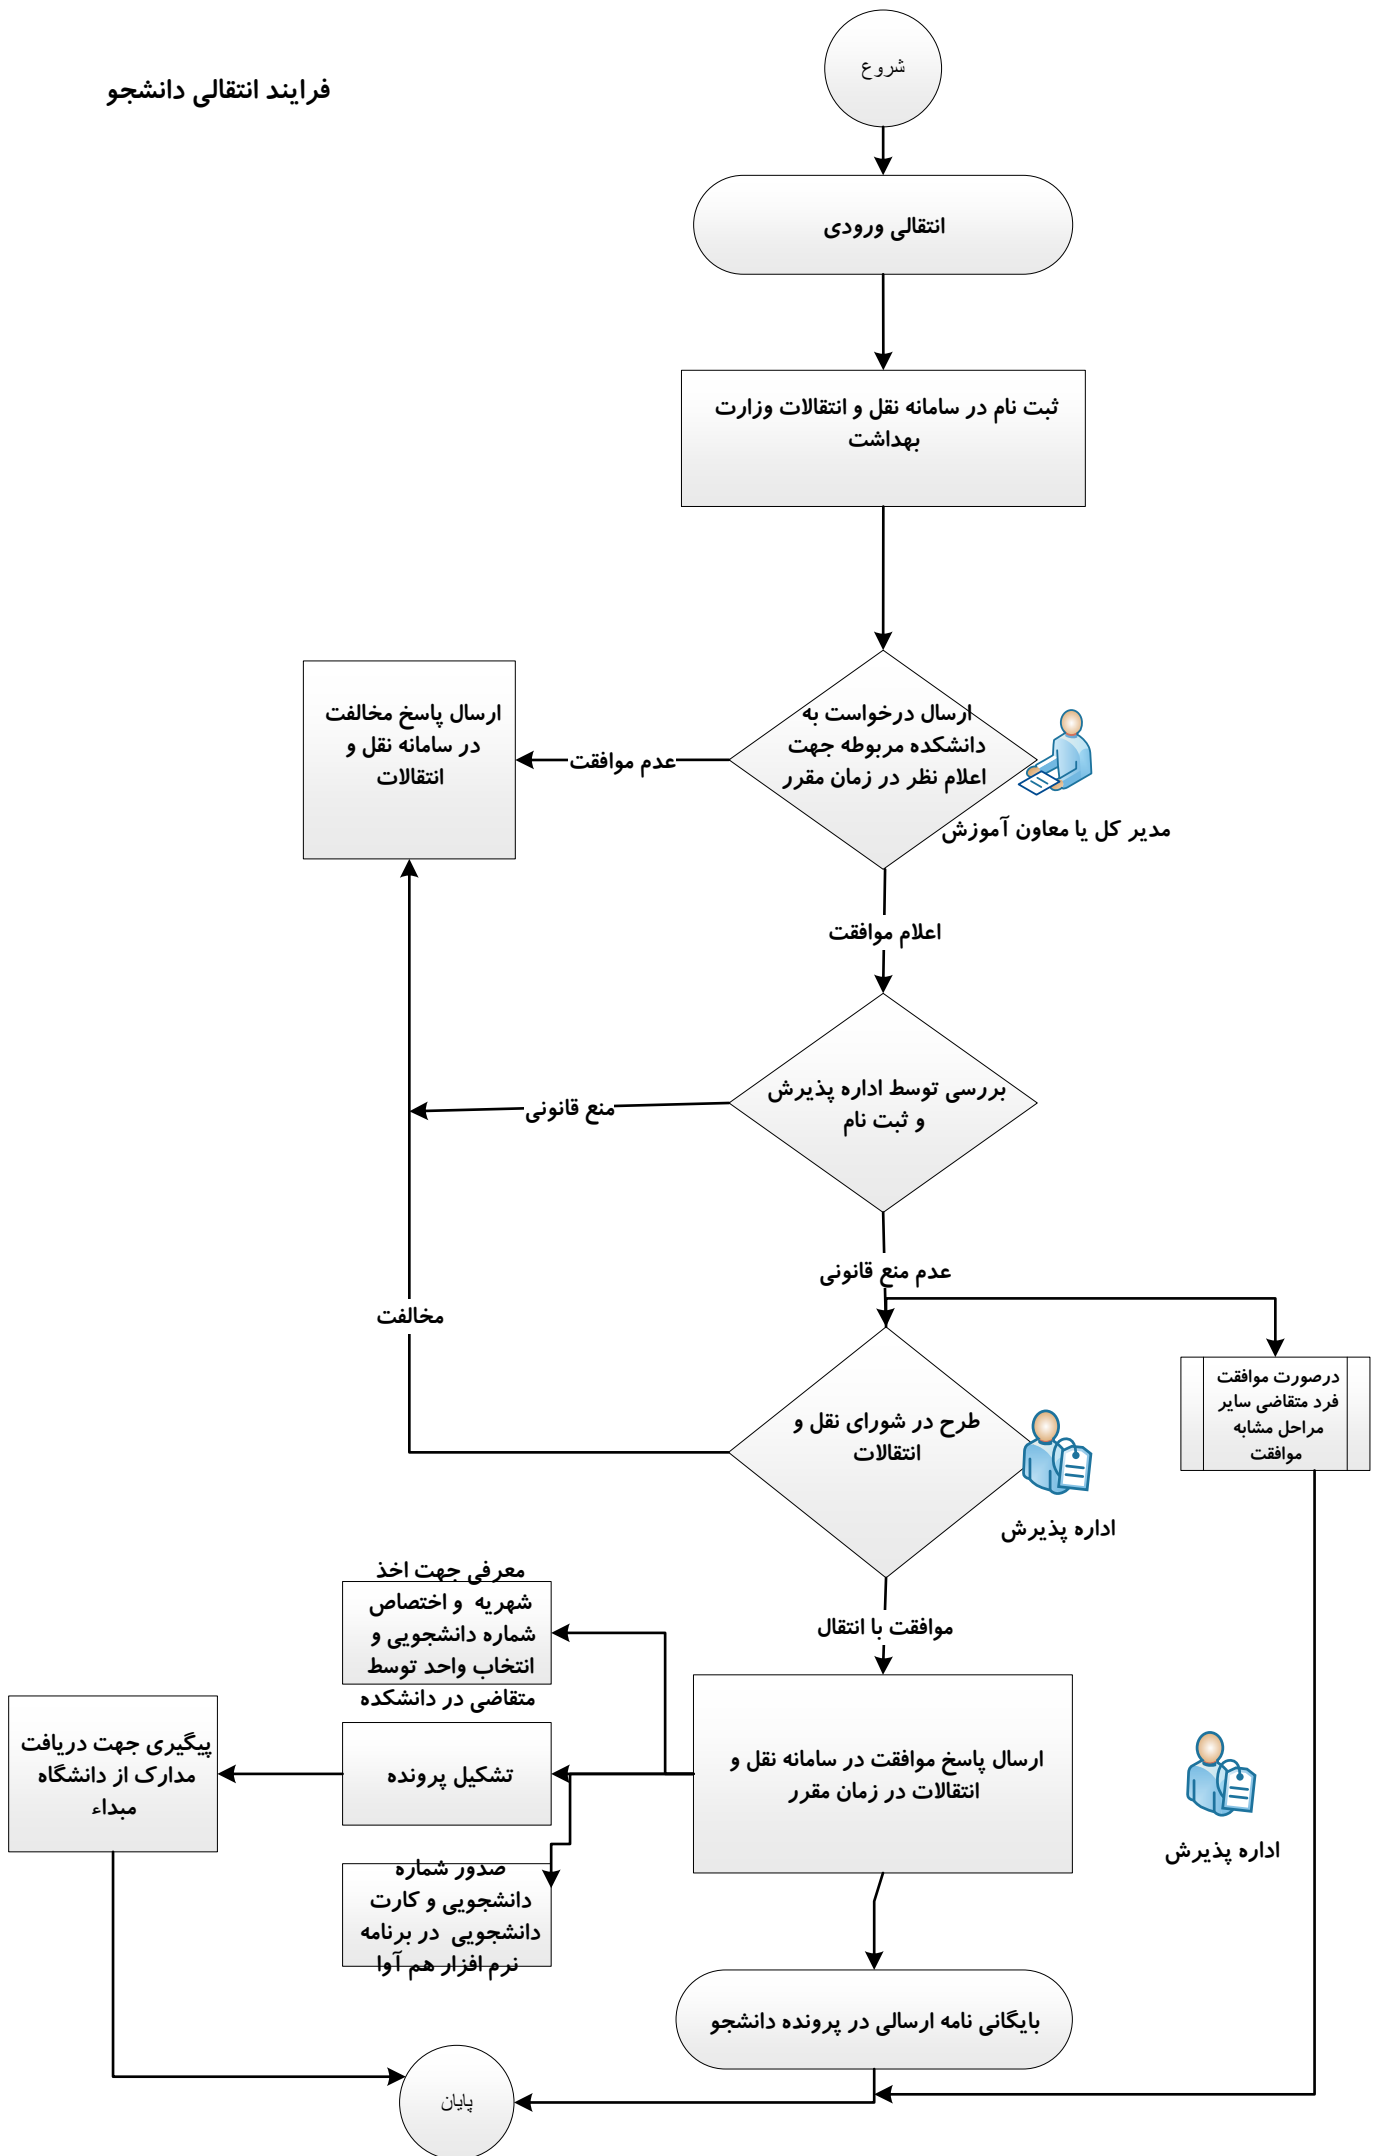 شروع
فرایند انتقالی دانشجو
انتقالی ورودی
ثبت نام در سامانه نقل و انتقالات وزارت
بهداشت
ارسال درخواست به
دانشکده مربوطه جهت
اعلام نظر در زمان مقرر
مدیر کل یا معاون آموزش
عدم موافقت
ارسال پاسخ مخالفت
در سامانه نقل و
انتقالات
اعلام موافقت
بررسی توسط اداره پذیرش
و ثبت نام
منع قانونی
عدم منع قانونی
مخالفت
درصورت موافقت
فرد متقاضی سایر
مراحل مشابه
موافقت
طرح در شورای نقل و
انتقالات
اداره پذیرش
موافقت با انتقال
معرفی جهت اخذ
شهریه و اختصاص
شماره دانشجویی و
انتخاب واحد توسط
متقاضی در دانشکده
ارسال پاسخ موافقت در سامانه نقل و
انتقالات در زمان مقرر
تشکیل پرونده
پیگیری جهت دریافت
مدارک از دانشگاه
مبداء
اداره پذیرش
صدور شماره
دانشجویی و کارت
دانشجویی در برنامه
نرم افزار هم آوا
بایگانی نامه ارسالی در پرونده دانشجو
پایان